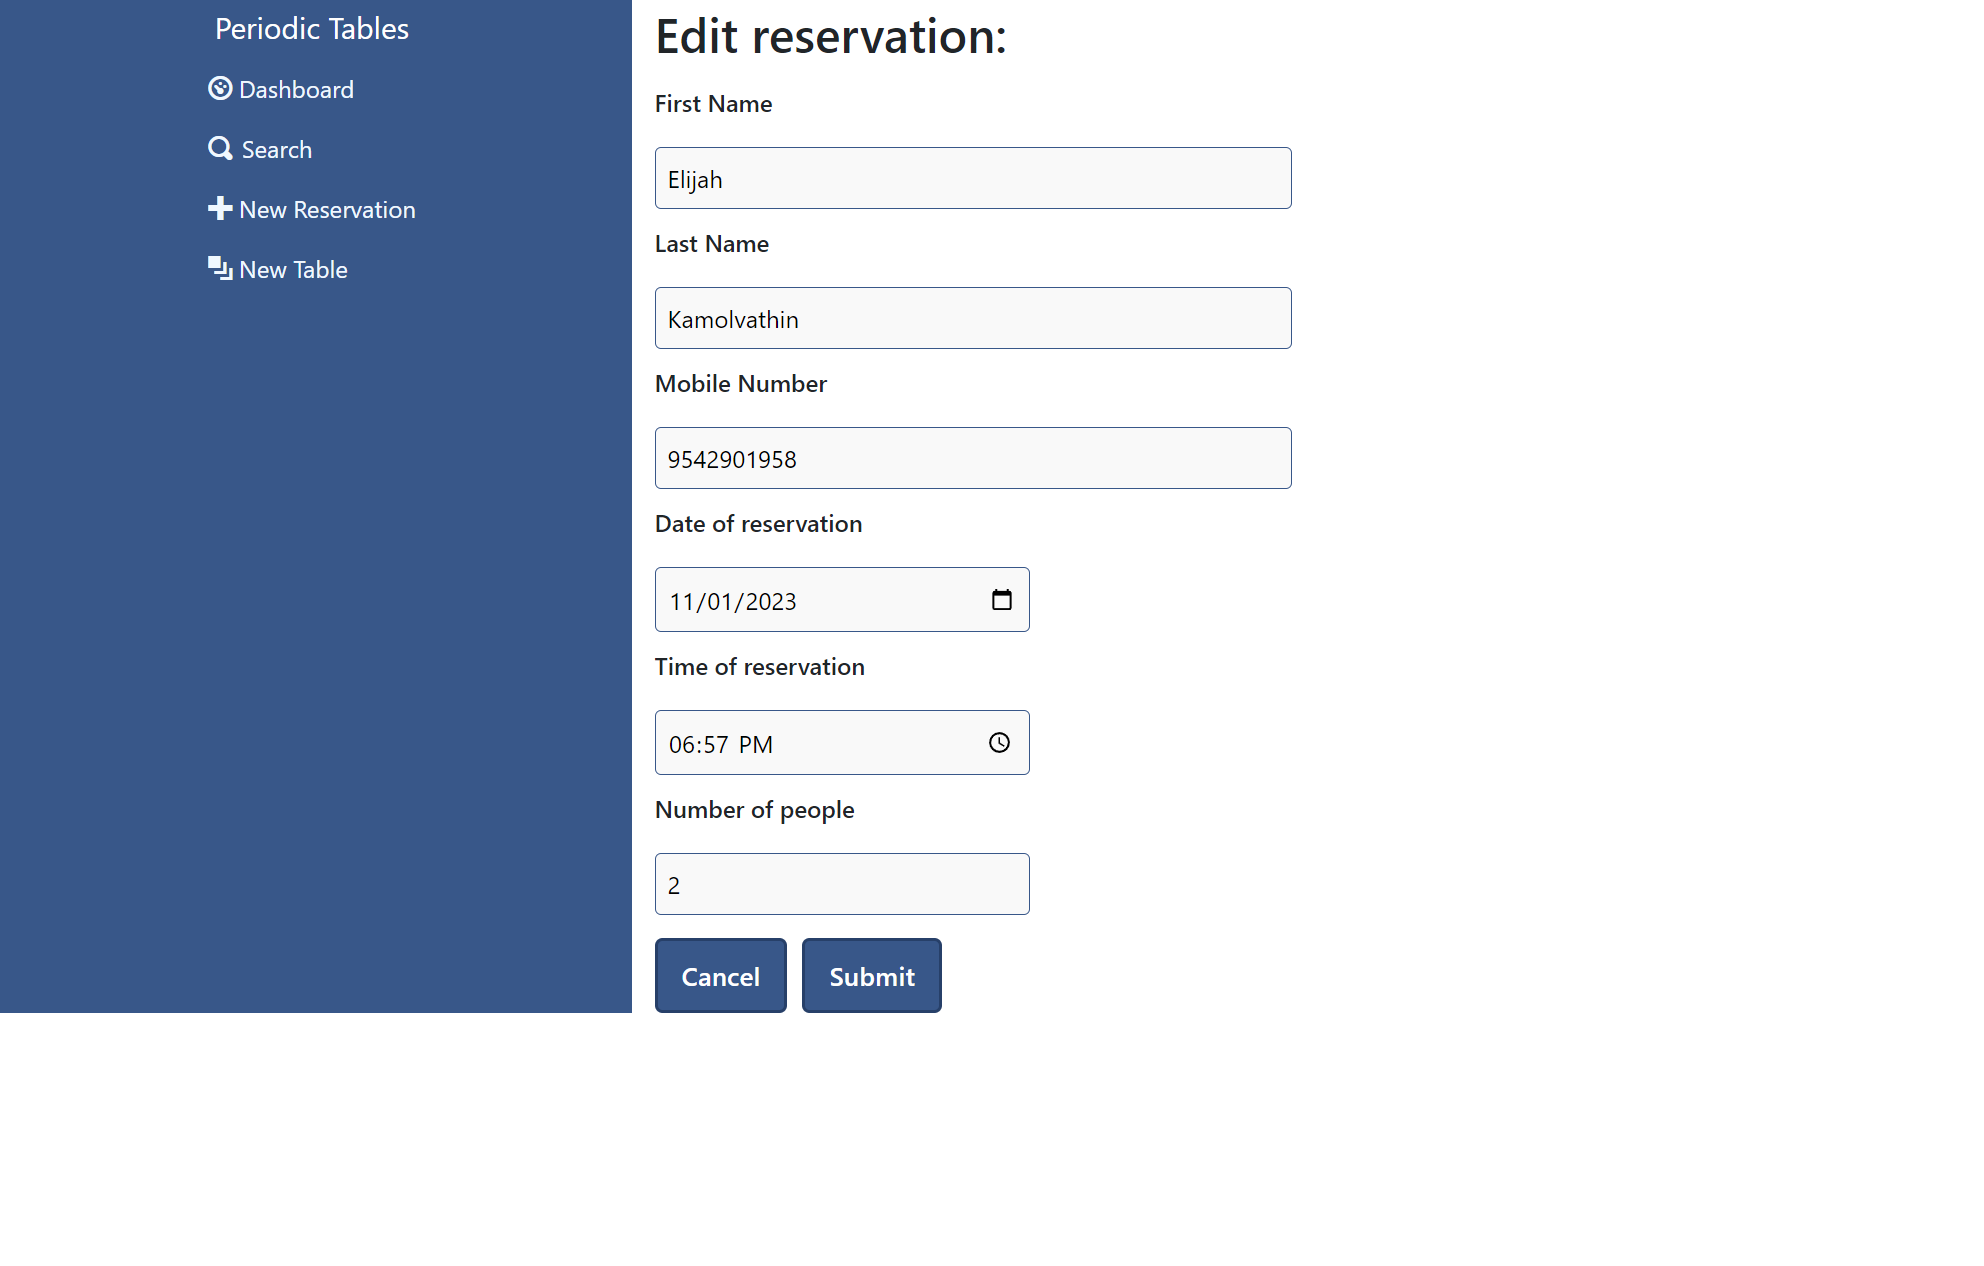 Periodic Tables
Dashboard
Search
New Reservation
New Table
Edit reservation:
First Name
Elijah
Last Name
Kamolvathin
Mobile Number
9542901958
Date of reservation
11/01/2023
Time of reservation
06:57 PM
Number of people
2
Cancel
Submit